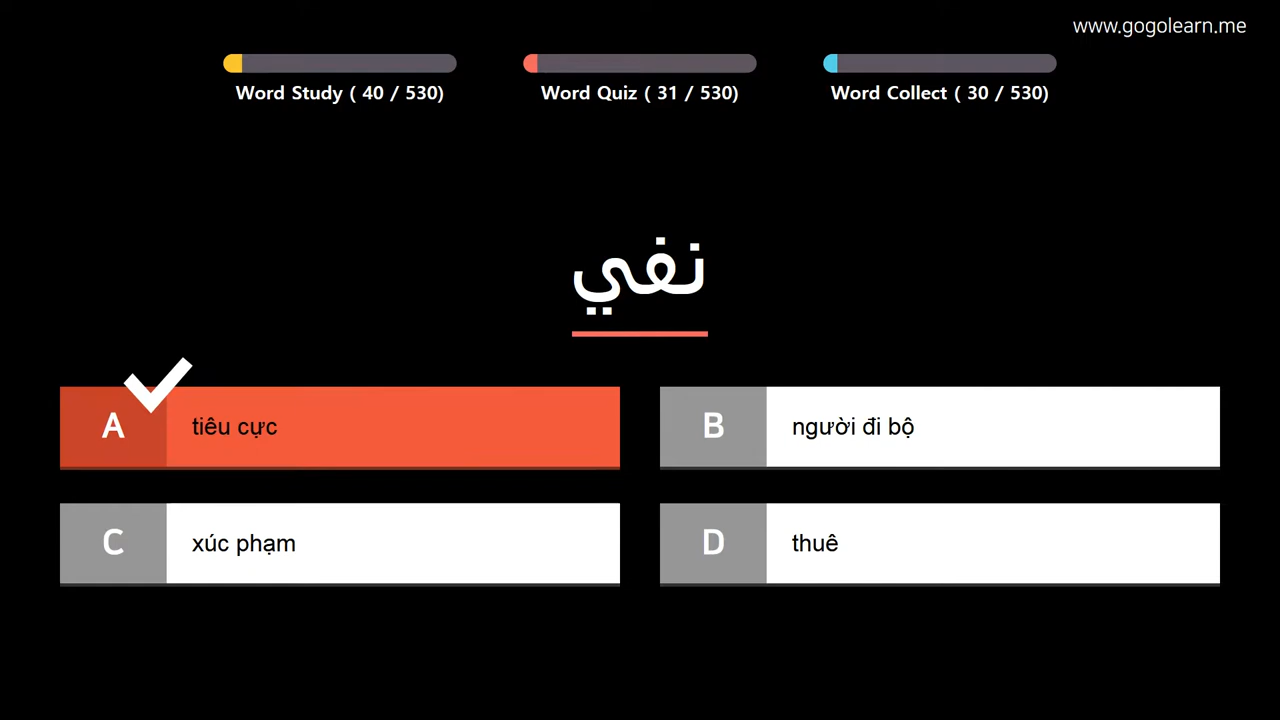 www.gogolearn.me
Word Study ( 40 / 530)
Word Quiz ( 31 / 530)
Word Collect ( 30 / 530)
نفي
A tiêu cực
B người đi bộ
C xúc phạm
D thuê